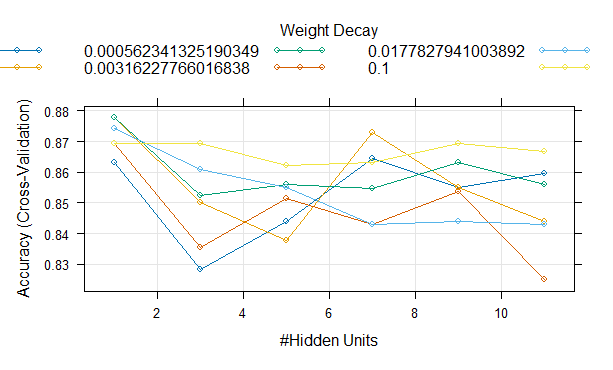 Weight Decay
0.000562341325190349 0.0177827941003892
0.00316227766016838 0.1
Accuracy (Cross-Validation)
0.88
0.87
0.86
0.85
0.84
0.83
2 4 6 8 10
#Hidden Units